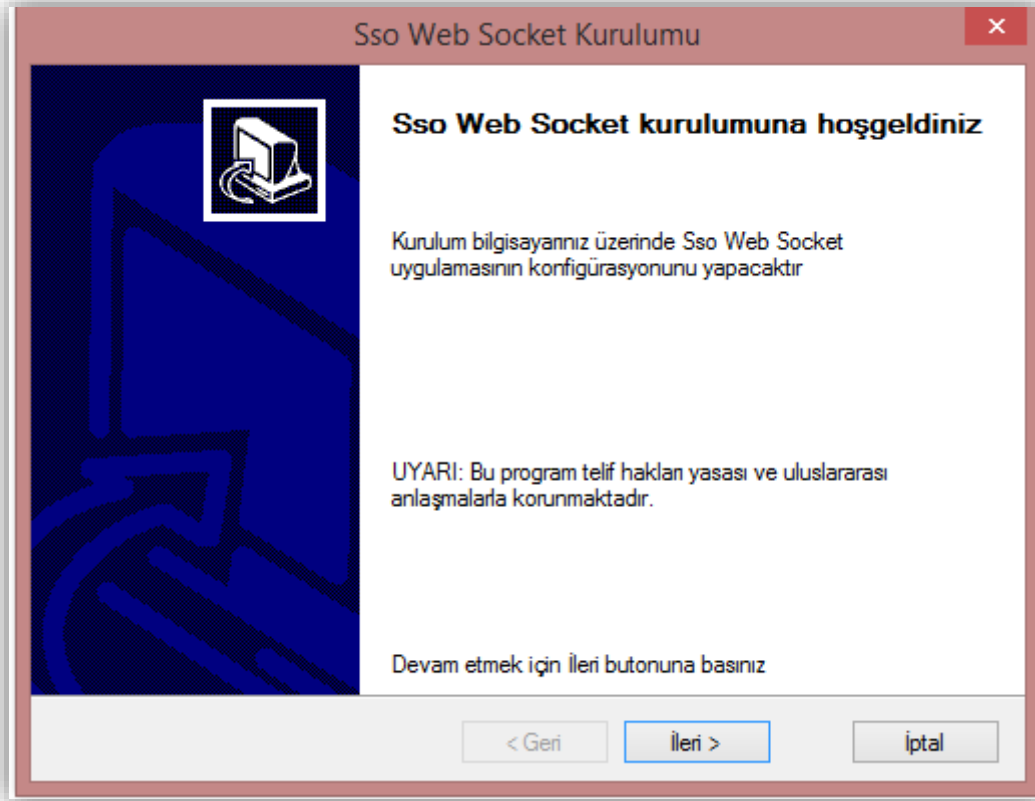 Sso Web Socket Kurulumu
Sso Web Socket kurulumuna hoşgeldiniz
Kurulum bilgisayarınız üzerinde Sso Web Socket
uygulamasının konfigürasyonunu yapacaktır
UYARI: Bu program telif hakları yasası ve uluslararası
anlaşmalarla korunmaktadır.
Devam etmek için İleri butonuna basınız
< Geri
İleri >
İptal